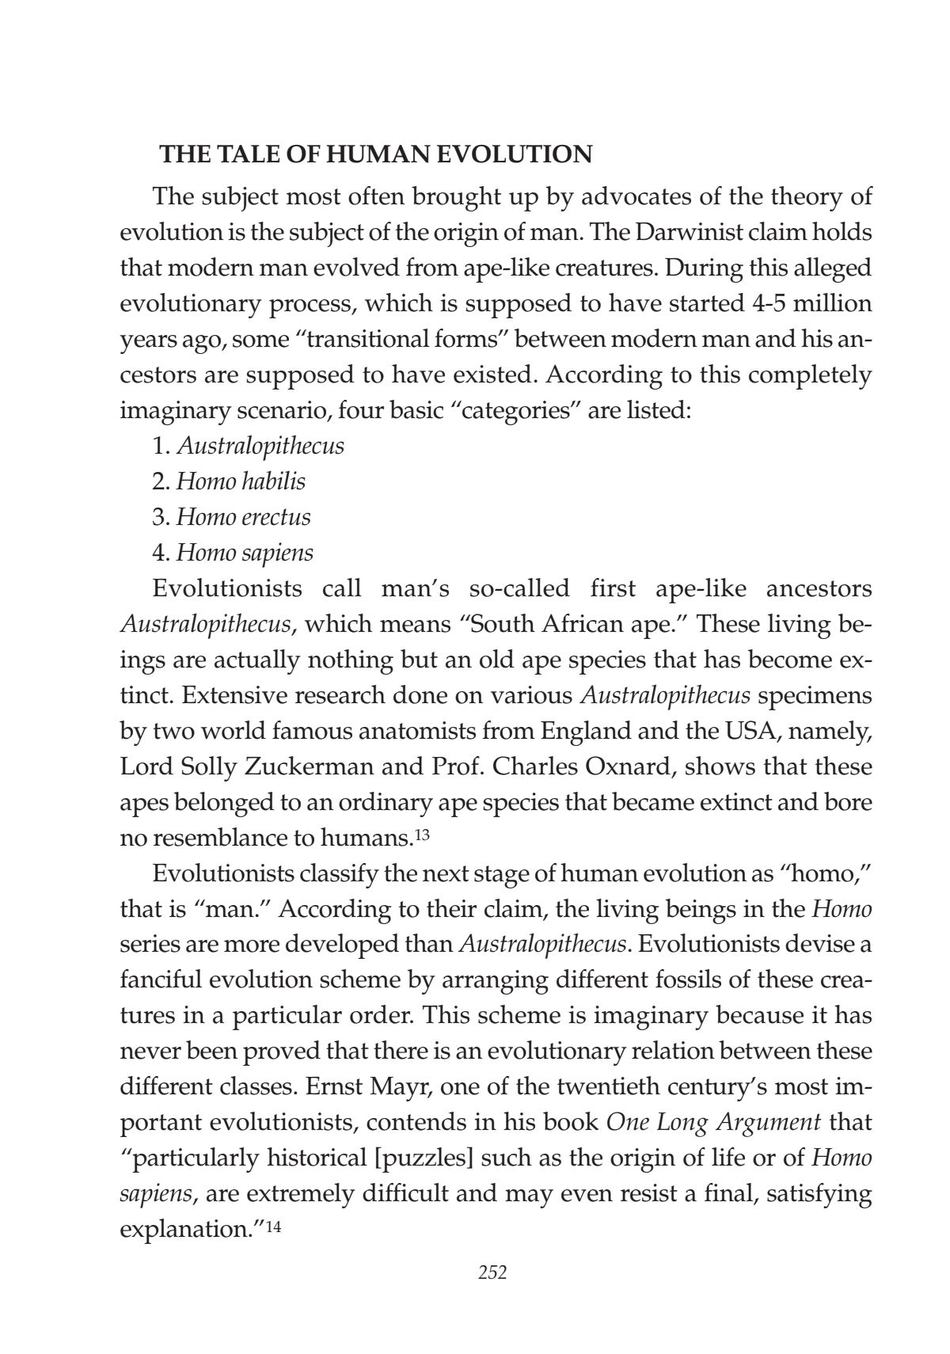 THE TALE OF HUMAN EVOLUTION
The subject most often brought up by advocates of the theory of
evolution is the subject of the origin of man. The Darwinist claim holds
that modern man evolved from ape-like creatures. During this alleged
evolutionary process, which is supposed to have started 4-5 million
years ago, some “transitional forms” between modern man and his an-
cestors are supposed to have existed. According to this completely
imaginary scenario, four basic “categories” are listed:
1. Australopithecus
2. Homo habilis
3. Homo erectus
4. Homo sapiens
Evolutionists call man’s so-called first ape-like ancestors
Australopithecus, which means “South African ape.” These living be-
ings are actually nothing but an old ape species that has become ex-
tinct. Extensive research done on various Australopithecus specimens
by two world famous anatomists from England and the USA, namely,
Lord Solly Zuckerman and Prof. Charles Oxnard, shows that these
apes belonged to an ordinary ape species that became extinct and bore
no resemblance to humans.13
Evolutionists classify the next stage of human evolution as “homo,”
that is “man.” According to their claim, the living beings in the Homo
series are more developed than Australopithecus. Evolutionists devise a
fanciful evolution scheme by arranging different fossils of these crea-
tures in a particular order. This scheme is imaginary because it has
never been proved that there is an evolutionary relation between these
different classes. Ernst Mayr, one of the twentieth century’s most im-
portant evolutionists, contends in his book One Long Argument that
“particularly historical [puzzles] such as the origin of life or of Homo
sapiens, are extremely difficult and may even resist a final, satisfying
explanation.”14
252